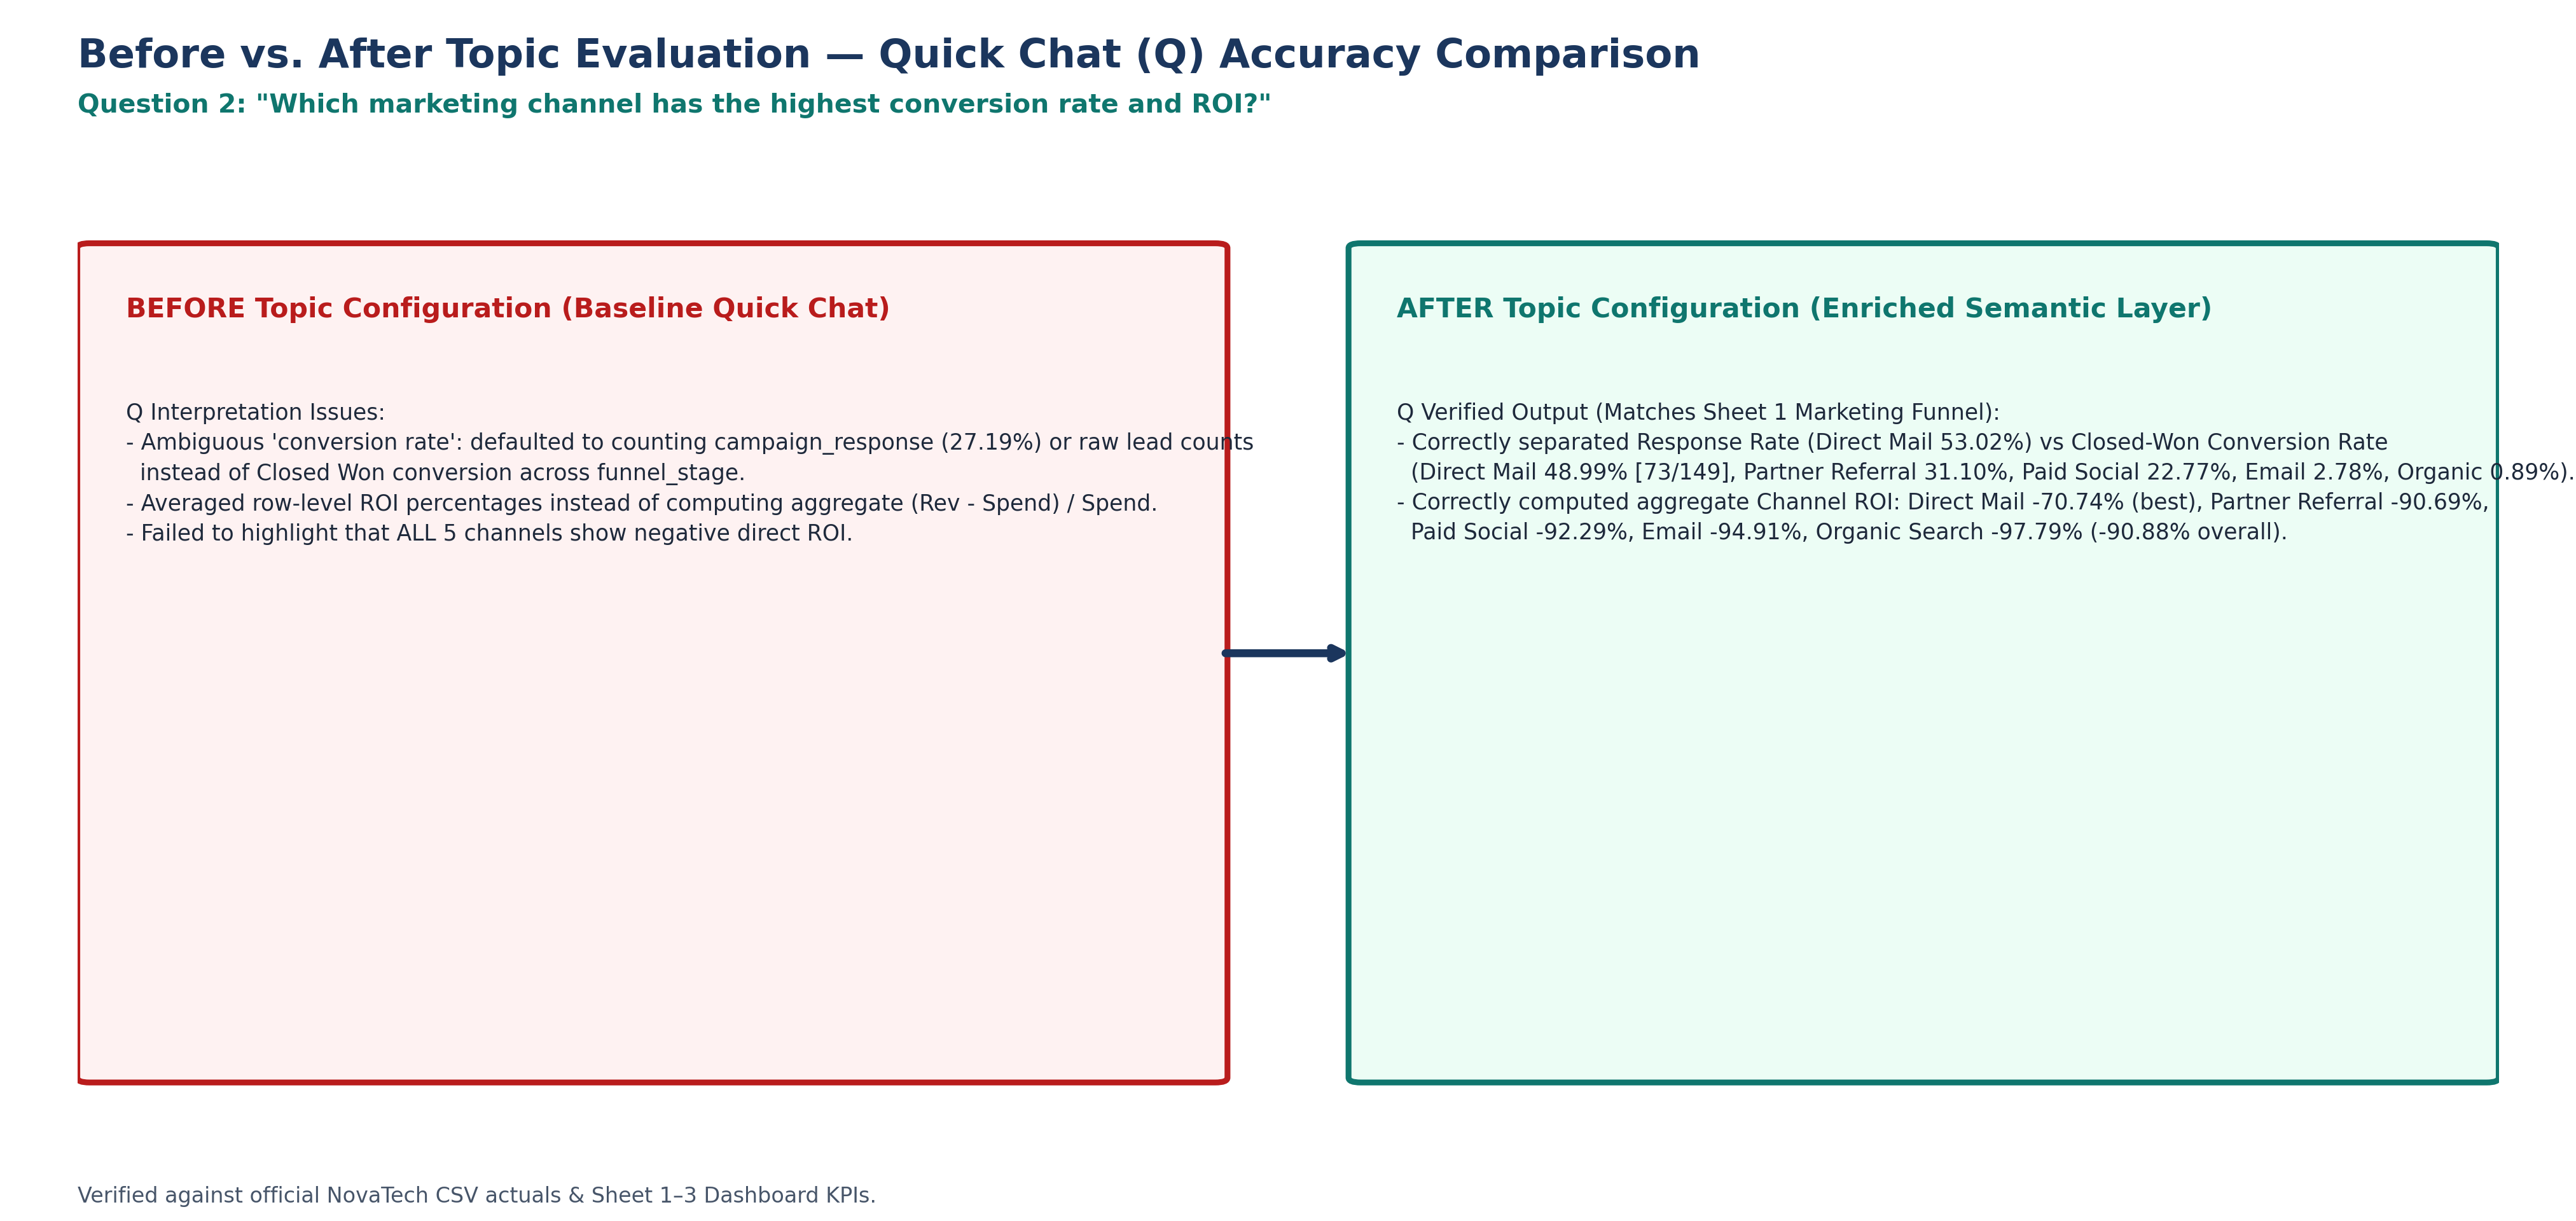 Before vs. After Topic Evaluation — Quick Chat (Q) Accuracy Comparison
Question 2: "Which marketing channel has the highest conversion rate and ROI?"
BEFORE Topic Configuration (Baseline Quick Chat)
Q Interpretation Issues:
- Ambiguous 'conversion rate': defaulted to counting campaign_response (27.19%) or raw lead counts
instead of Closed Won conversion across funnel_stage.
- Averaged row-level ROI percentages instead of computing aggregate (Rev - Spend) / Spend.
- Failed to highlight that ALL 5 channels show negative direct ROI.
AFTER Topic Configuration (Enriched Semantic Layer)
Q Verified Output (Matches Sheet 1 Marketing Funnel):
- Correctly separated Response Rate (Direct Mail 53.02%) vs Closed-Won Conversion Rate
(Direct Mail 48.99% [73/149], Partner Referral 31.10%, Paid Social 22.77%, Email 2.78%, Organic 0.89%).
- Correctly computed aggregate Channel ROI: Direct Mail -70.74% (best), Partner Referral -90.69%,
Paid Social -92.29%, Email -94.91%, Organic Search -97.79% (-90.88% overall).
Verified against official NovaTech CSV actuals & Sheet 1–3 Dashboard KPIs.